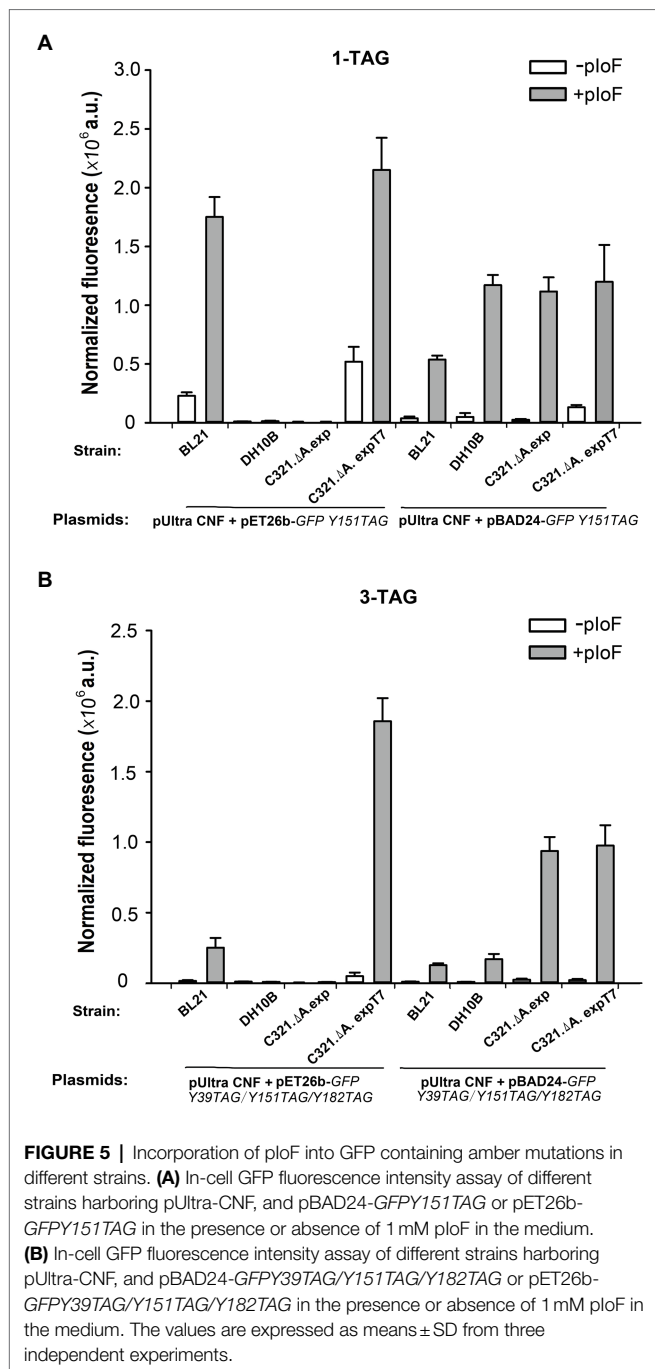 A
1-TAG
-pIoF
+pIoF
Normalized fluoresence (x10⁶ a.u.)
3.0
2.5
2.0
1.5
1.0
0.5
0
Strain:
BL21
DH10B
C321.ΔA.exp
C321.ΔA. expT7
BL21
DH10B
C321.ΔA.exp
C321.ΔA. expT7
Plasmids:
pUltra CNF + pET26b-GFP Y151TAG
pUltra CNF + pBAD24-GFP Y151TAG
B
3-TAG
-pIoF
+pIoF
Normalized fluoresence (x10⁶ a.u.)
2.5
2.0
1.5
1.0
0.5
0
Strain:
BL21
DH10B
C321.ΔA.exp
C321.ΔA. expT7
BL21
DH10B
C321.ΔA.exp
C321.ΔA. expT7
Plasmids:
pUltra CNF + pET26b-GFP
Y39TAG/Y151TAG/Y182TAG
pUltra CNF + pBAD24-GFP
Y39TAG/Y151TAG/Y182TAG
FIGURE 5 | Incorporation of pIoF into GFP containing amber mutations in
different strains. (A) In-cell GFP fluorescence intensity assay of different
strains harboring pUltra-CNF, and pBAD24-GFPY151TAG or pET26b-
GFPY151TAG in the presence or absence of 1 mM pIoF in the medium.
(B) In-cell GFP fluorescence intensity assay of different strains harboring
pUltra-CNF, and pBAD24-GFPY39TAG/Y151TAG/Y182TAG or pET26b-
GFPY39TAG/Y151TAG/Y182TAG in the presence or absence of 1 mM pIoF in
the medium. The values are expressed as means ± SD from three
independent experiments.